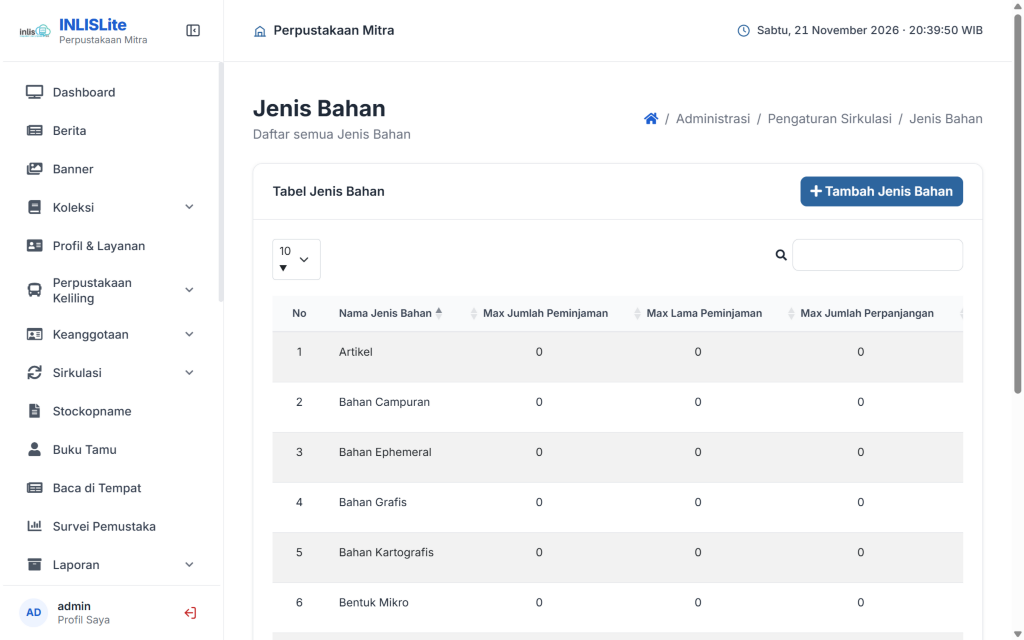 inlis
INLISLite
Perpustakaan Mitra
Perpustakaan Mitra
Sabtu, 21 November 2026 · 20:39:50 WIB
Dashboard
Berita
Banner
Koleksi
Profil & Layanan
Perpustakaan
Keliling
Keanggotaan
Sirkulasi
Stockopname
Buku Tamu
Baca di Tempat
Survei Pemustaka
Laporan
AD
admin
Profil Saya
Jenis Bahan
Daftar semua Jenis Bahan
/ Administrasi / Pengaturan Sirkulasi / Jenis Bahan
Tabel Jenis Bahan
Tambah Jenis Bahan
10
No Nama Jenis Bahan Max Jumlah Peminjaman Max Lama Peminjaman Max Jumlah Perpanjangan
1 Artikel 0 0 0
2 Bahan Campuran 0 0 0
3 Bahan Ephemeral 0 0 0
4 Bahan Grafis 0 0 0
5 Bahan Kartografis 0 0 0
6 Bentuk Mikro 0 0 0